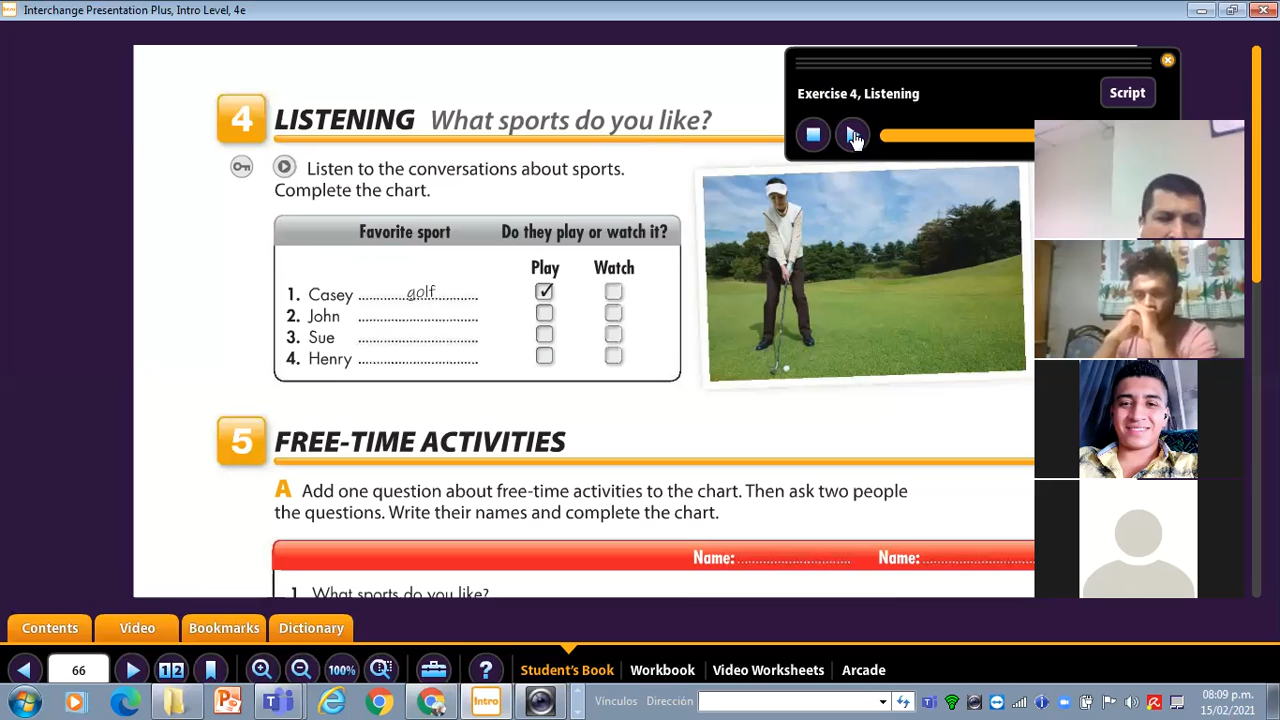 Interchange Presentation Plus, Intro Level, 4e
Exercise 4, Listening
Script
4 LISTENING What sports do you like?
Listen to the conversations about sports.
Complete the chart.
Favorite sport Do they play or watch it?
Play Watch
1. Casey golf ✓
2. John
3. Sue
4. Henry
5 FREE-TIME ACTIVITIES
A Add one question about free-time activities to the chart. Then ask two people
the questions. Write their names and complete the chart.
Name: Name:
1. What sports do you like?
Contents Video Bookmarks Dictionary
66 12 100% ? Student's Book Workbook Video Worksheets Arcade
Intro Vínculos Dirección 08:09 p.m.
15/02/2021